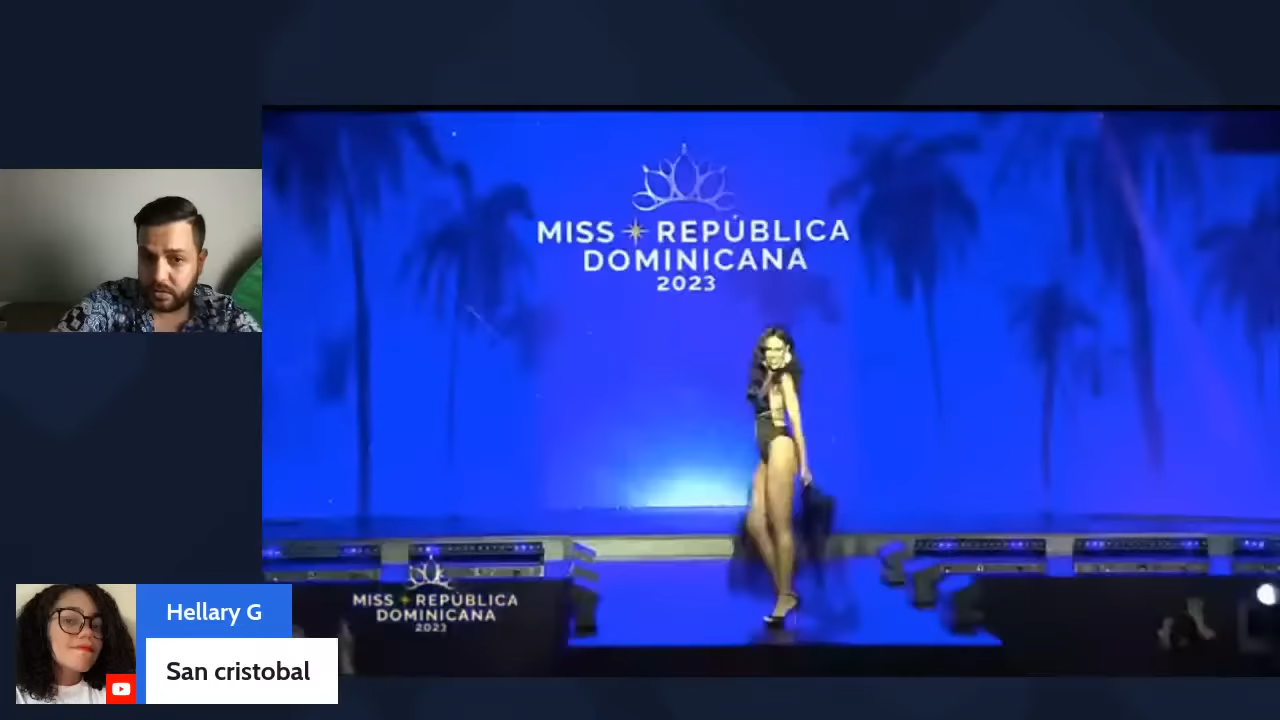 MISS REPÚBLICA
DOMINICANA
2023
MISS REPÚBLICA
DOMINICANA
2023
Hellary G
San cristobal